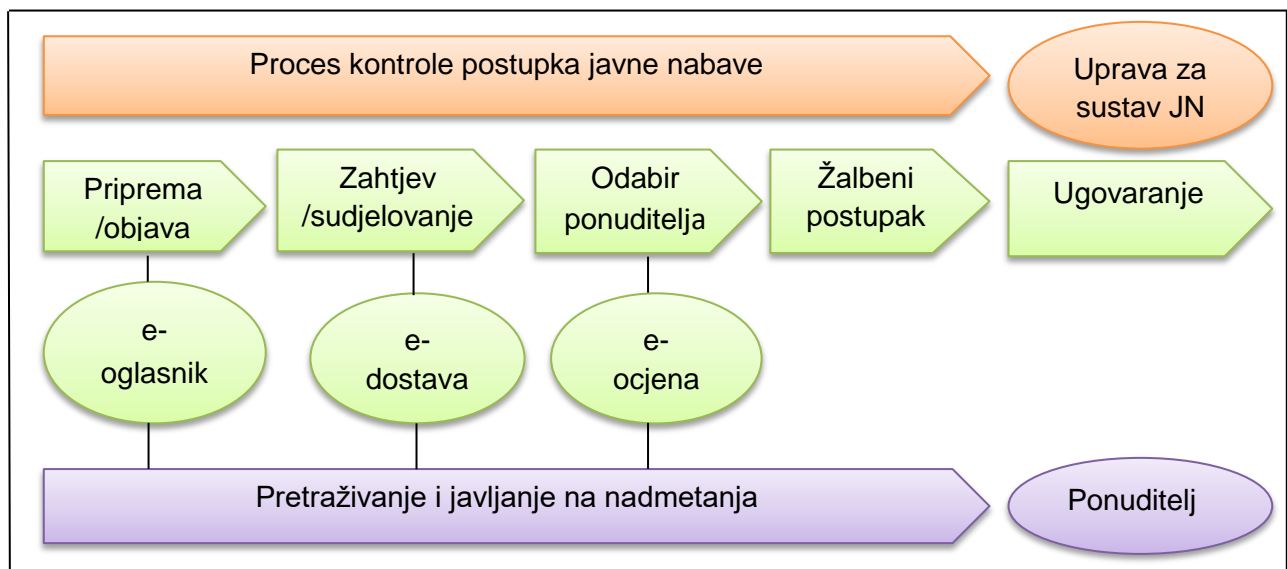 Proces kontrole postupka javne nabave
Uprava za
sustav JN
Priprema
/objava
Zahtjev
/sudjelovanje
Odabir
ponuditelja
Žalbeni
postupak
Ugovaranje
e-
oglasnik
e-
dostava
e-
ocjena
Pretraživanje i javljanje na nadmetanja
Ponuditelj